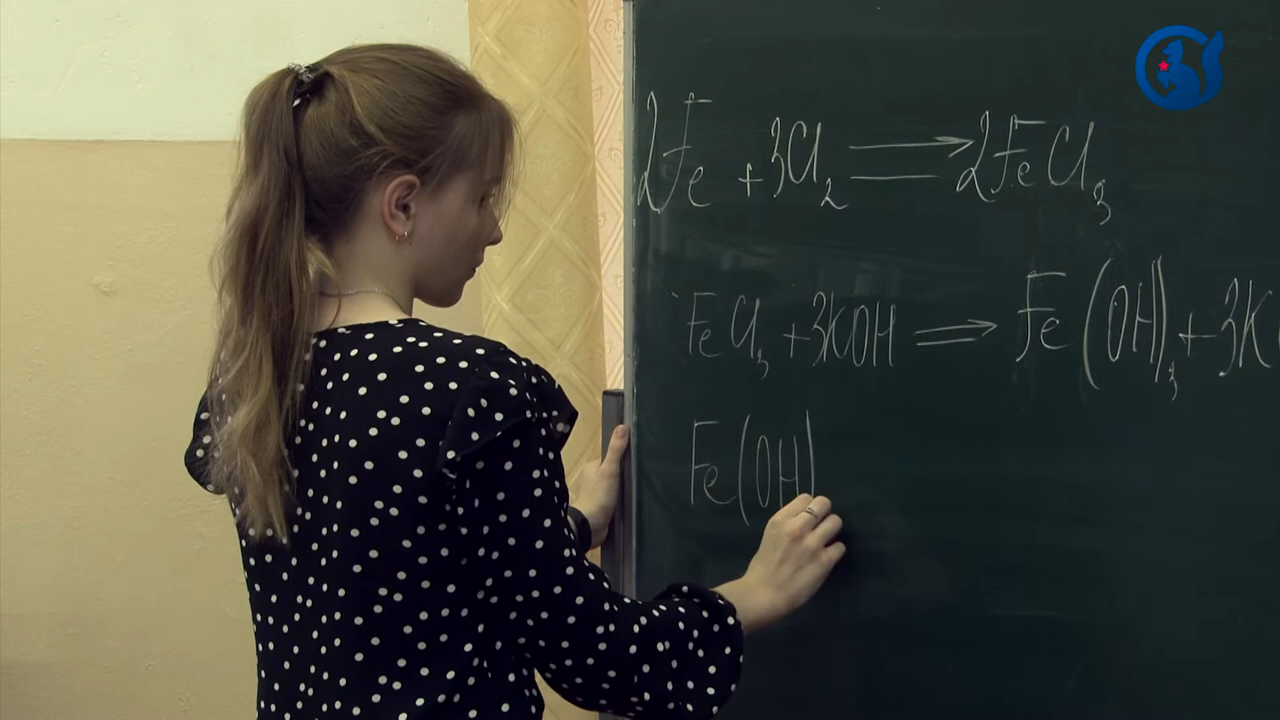 2Fe + 3Cl₂ ⟹ 2FeCl₃
FeCl₃ + 3KOH ⟹ Fe(OH)₃ + 3K
Fe(OH)